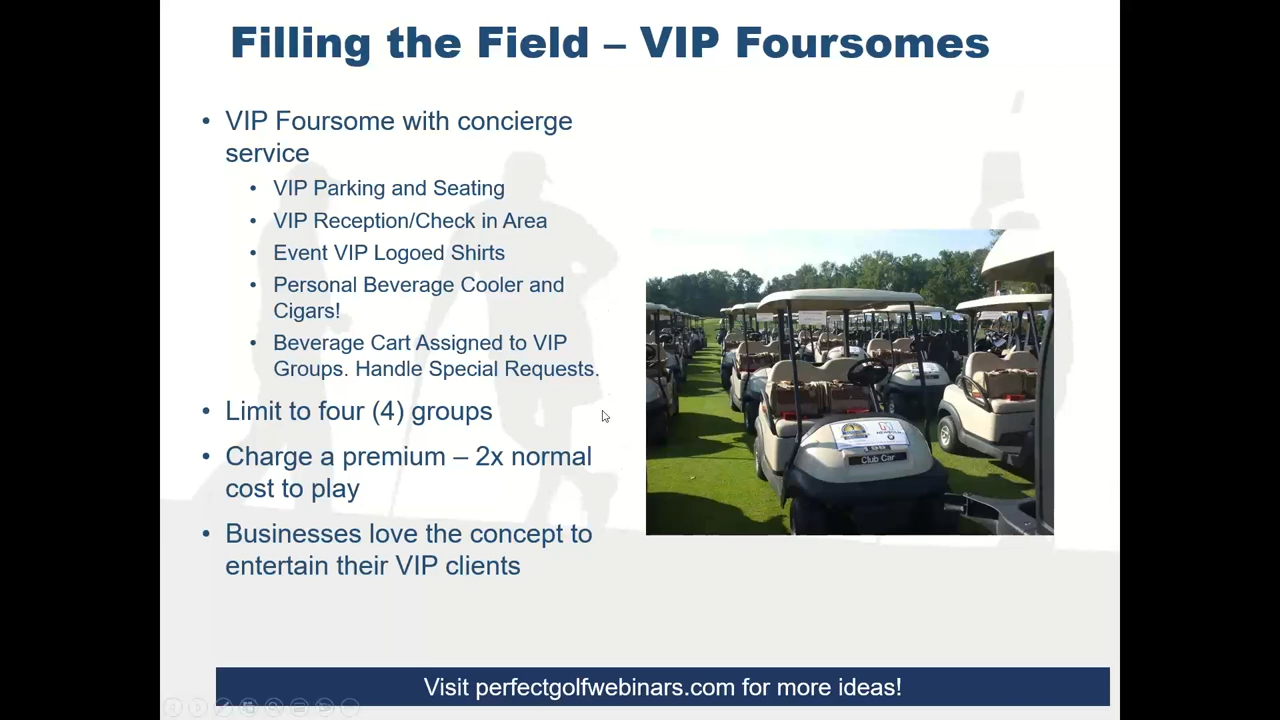 Filling the Field – VIP Foursomes
• VIP Foursome with concierge
service
• VIP Parking and Seating
• VIP Reception/Check in Area
• Event VIP Logoed Shirts
• Personal Beverage Cooler and
Cigars!
• Beverage Cart Assigned to VIP
Groups. Handle Special Requests.
• Limit to four (4) groups
• Charge a premium – 2x normal
cost to play
• Businesses love the concept to
entertain their VIP clients
Club Car
Visit perfectgolfwebinars.com for more ideas!